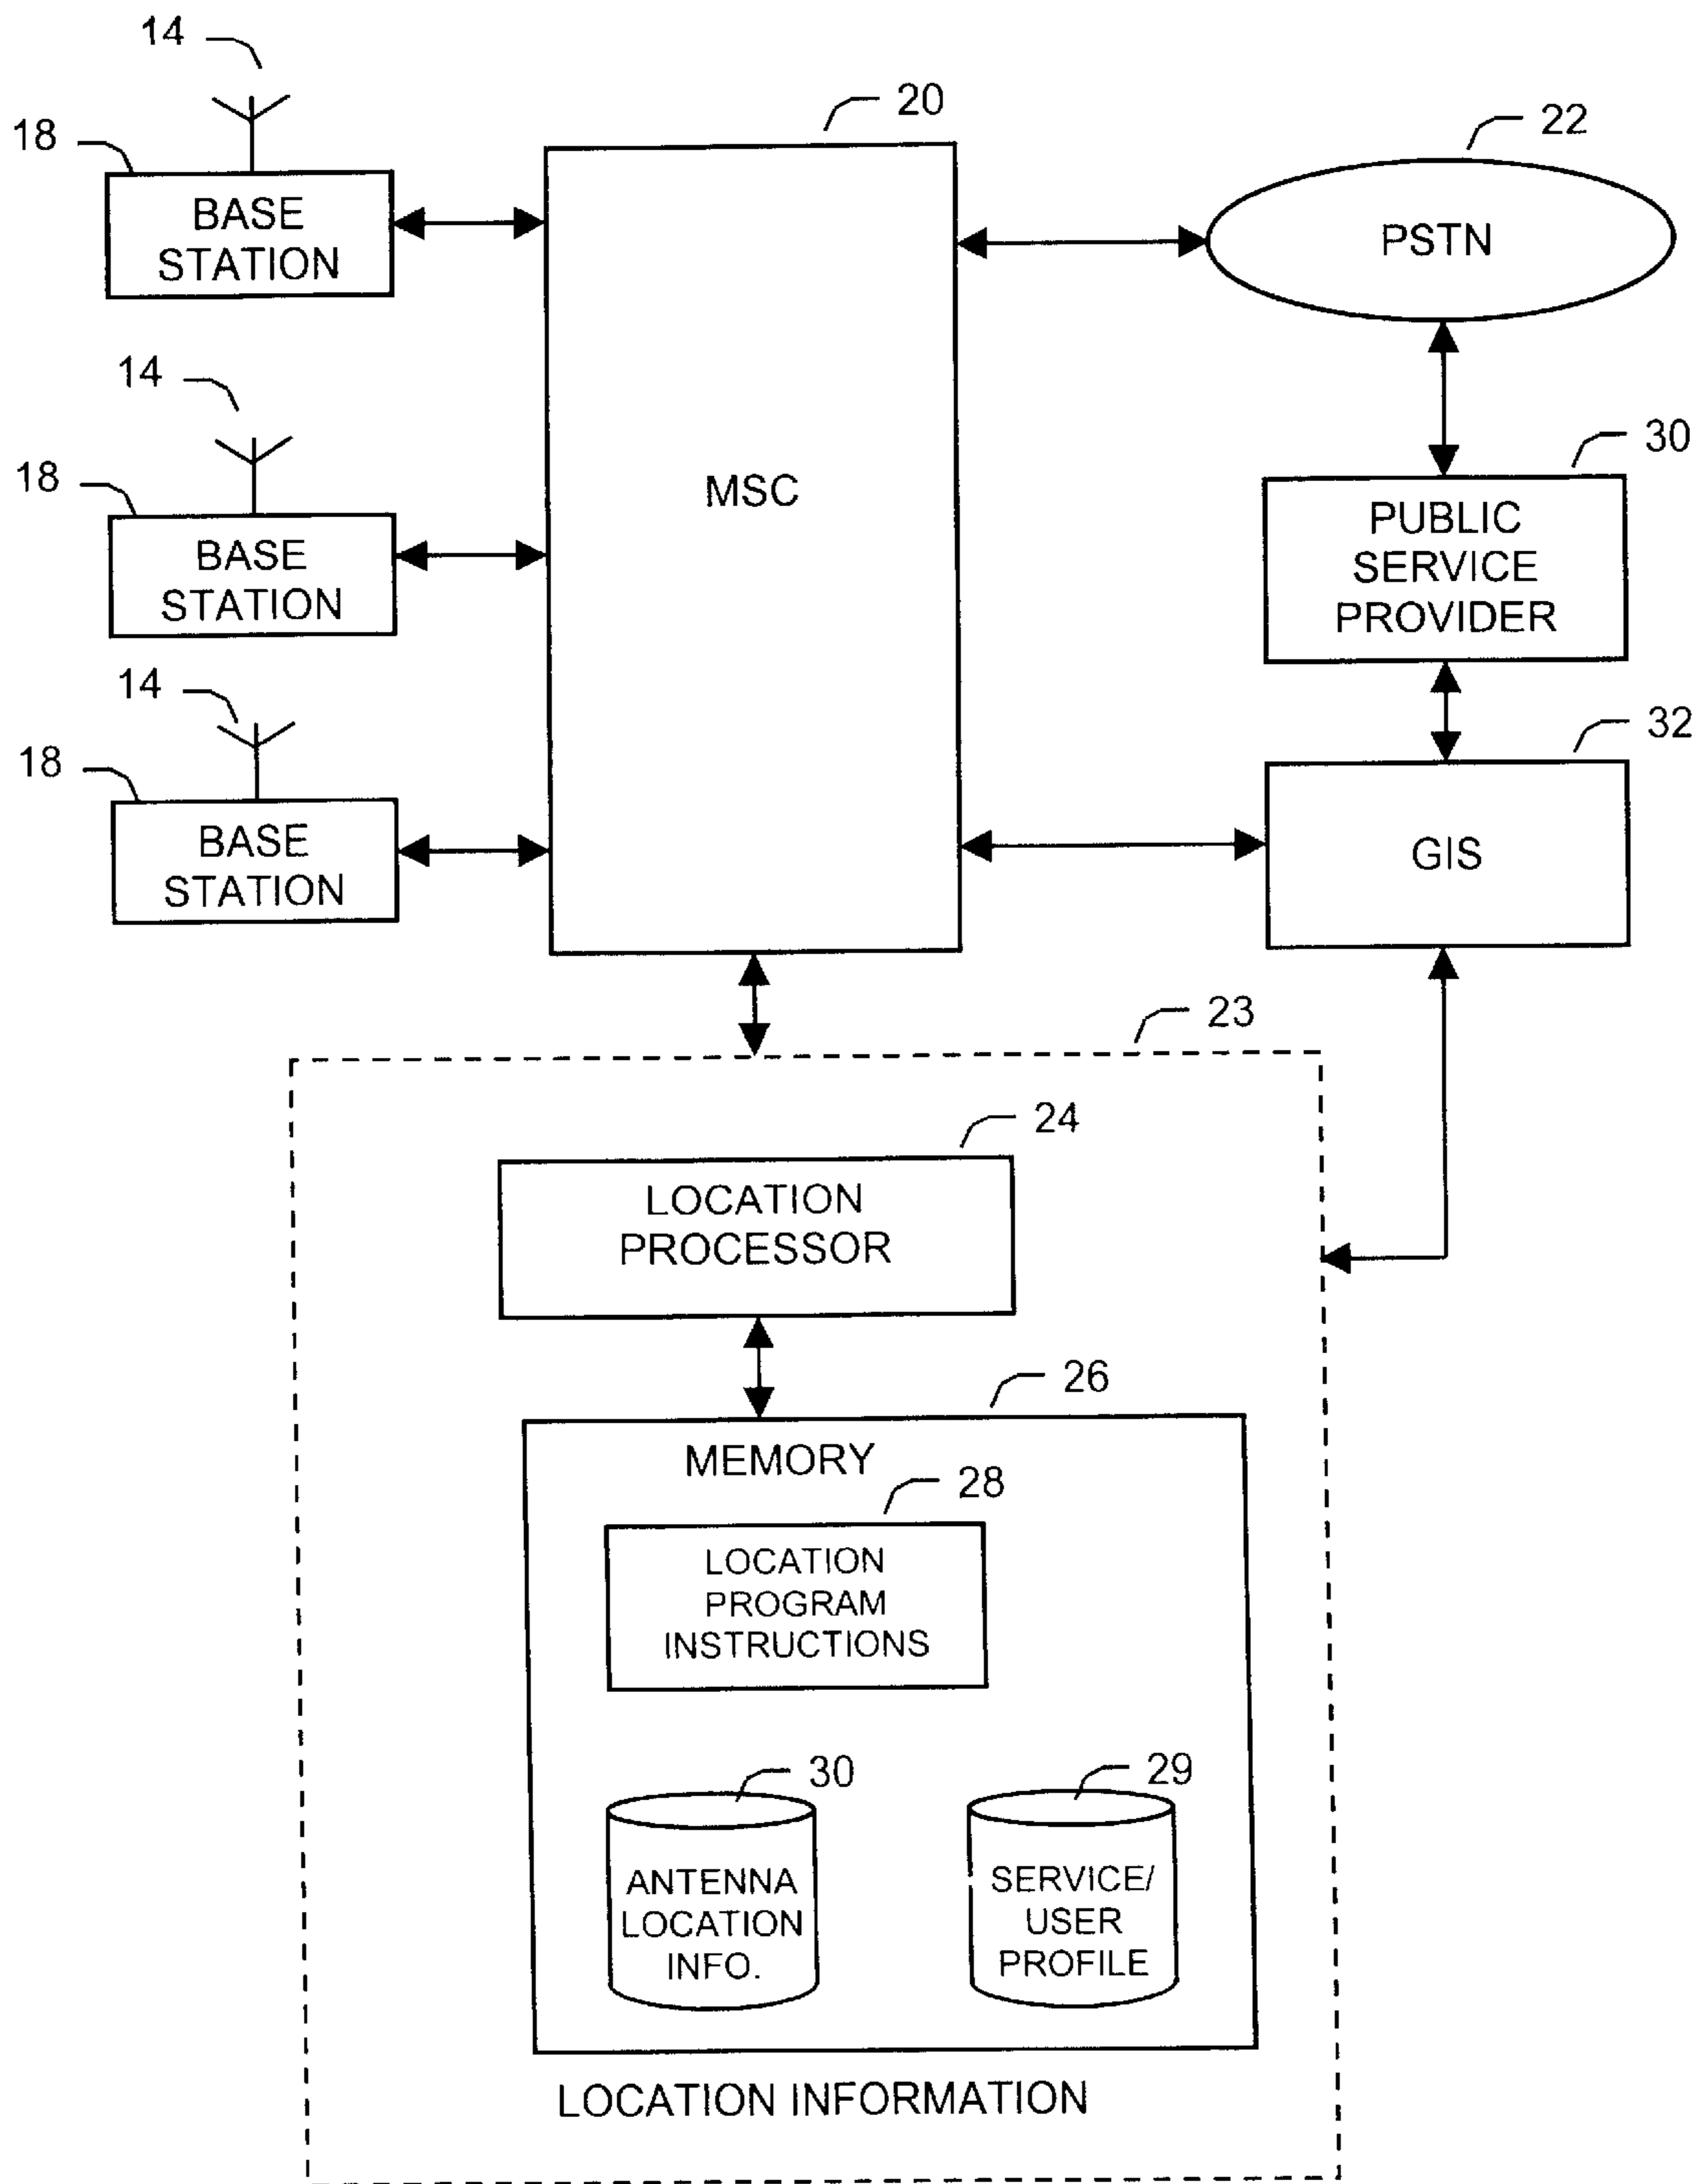 14
20
22
18
BASE
STATION
PSTN
14
18
BASE
STATION
MSC
30
PUBLIC
SERVICE
PROVIDER
14
18
BASE
STATION
32
GIS
23
24
LOCATION
PROCESSOR
26
MEMORY
28
LOCATION
PROGRAM
INSTRUCTIONS
30
ANTENNA
LOCATION
INFO.
29
SERVICE/
USER
PROFILE
LOCATION INFORMATION